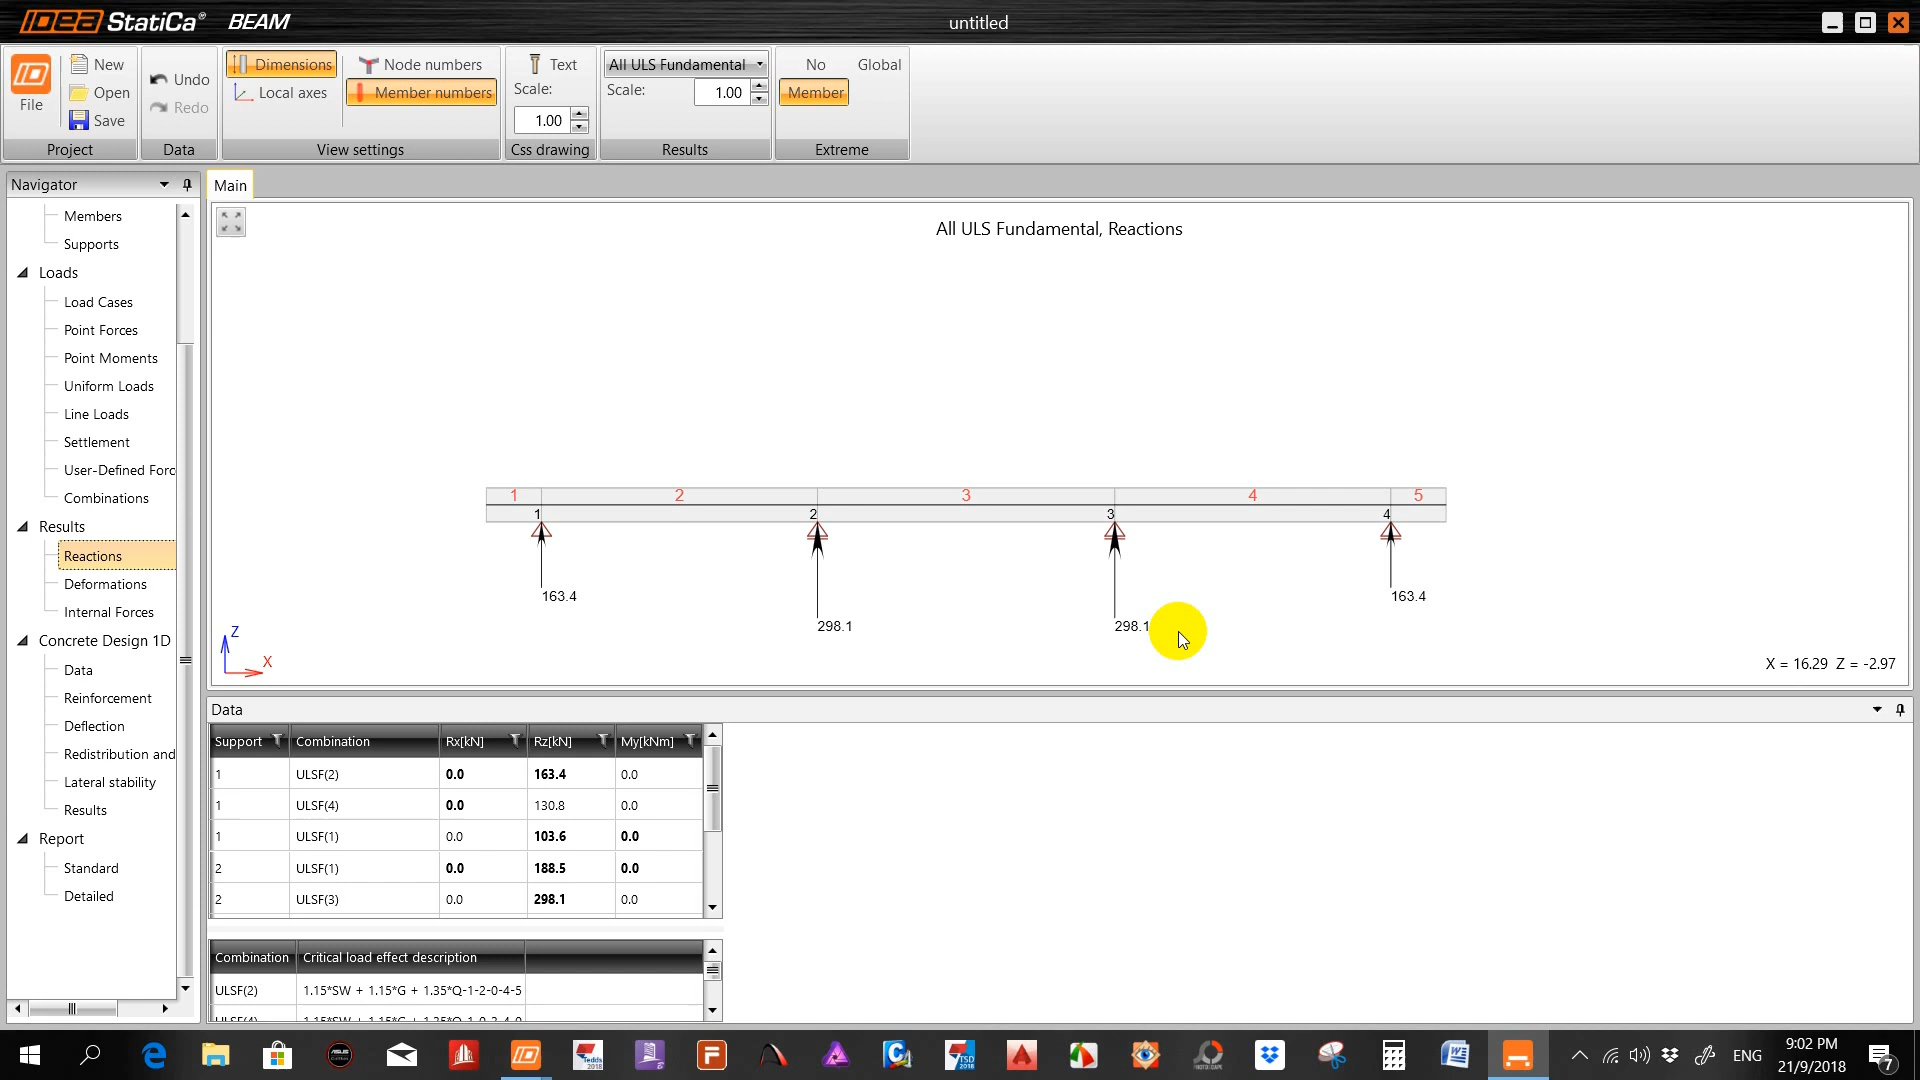 IDEA StatiCa® BEAM
untitled
File
New
Open
Save
Project
Undo
Redo
Data
Dimensions
Local axes
Node numbers
Member numbers
View settings
Text
Scale:
1.00
Css drawing
All ULS Fundamental
Scale: 1.00
Results
No
Global
Member
Extreme
Navigator
Members
Supports
Loads
Load Cases
Point Forces
Point Moments
Uniform Loads
Line Loads
Settlement
User-Defined Forc
Combinations
Results
Reactions
Deformations
Internal Forces
Concrete Design 1D
Data
Reinforcement
Deflection
Redistribution and
Lateral stability
Results
Report
Standard
Detailed
Main
All ULS Fundamental, Reactions
1 2 3 4 5
1 2 3 4
163.4 163.4
298.1 298.1
Z
X
X = 16.29 Z = -2.97
Data
Support Combination Rx[kN] Rz[kN] My[kNm]
1 ULSF(2) 0.0 163.4 0.0
1 ULSF(4) 0.0 130.8 0.0
1 ULSF(1) 0.0 103.6 0.0
2 ULSF(1) 0.0 188.5 0.0
2 ULSF(3) 0.0 298.1 0.0
Combination Critical load effect description
ULSF(2) 1.15*SW + 1.15*G + 1.35*Q-1-2-0-4-5
ENG
9:02 PM
21/9/2018
7